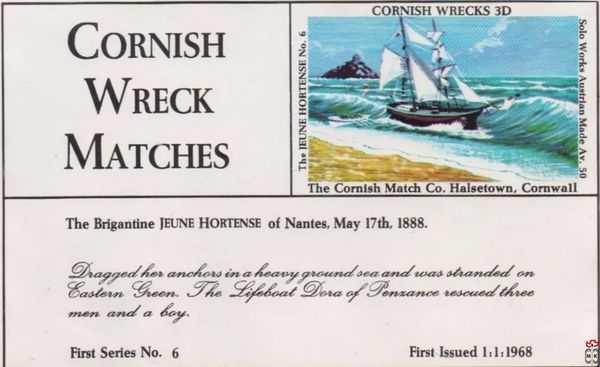 CORNISH
WRECK
MATCHES
CORNISH WRECKS 3D
The JEUNE HORTENSE No. 6
Solo Works Austrian Made Av. 50
The Cornish Match Co. Halsetown, Cornwall
The Brigantine JEUNE HORTENSE of Nantes, May 17th, 1888.
Dragged her anchors in a heavy ground sea and was stranded on
Eastern Green. The Lifeboat Dora of Penzance rescued three
men and a boy.
First Series No. 6
First Issued 1:1:1968